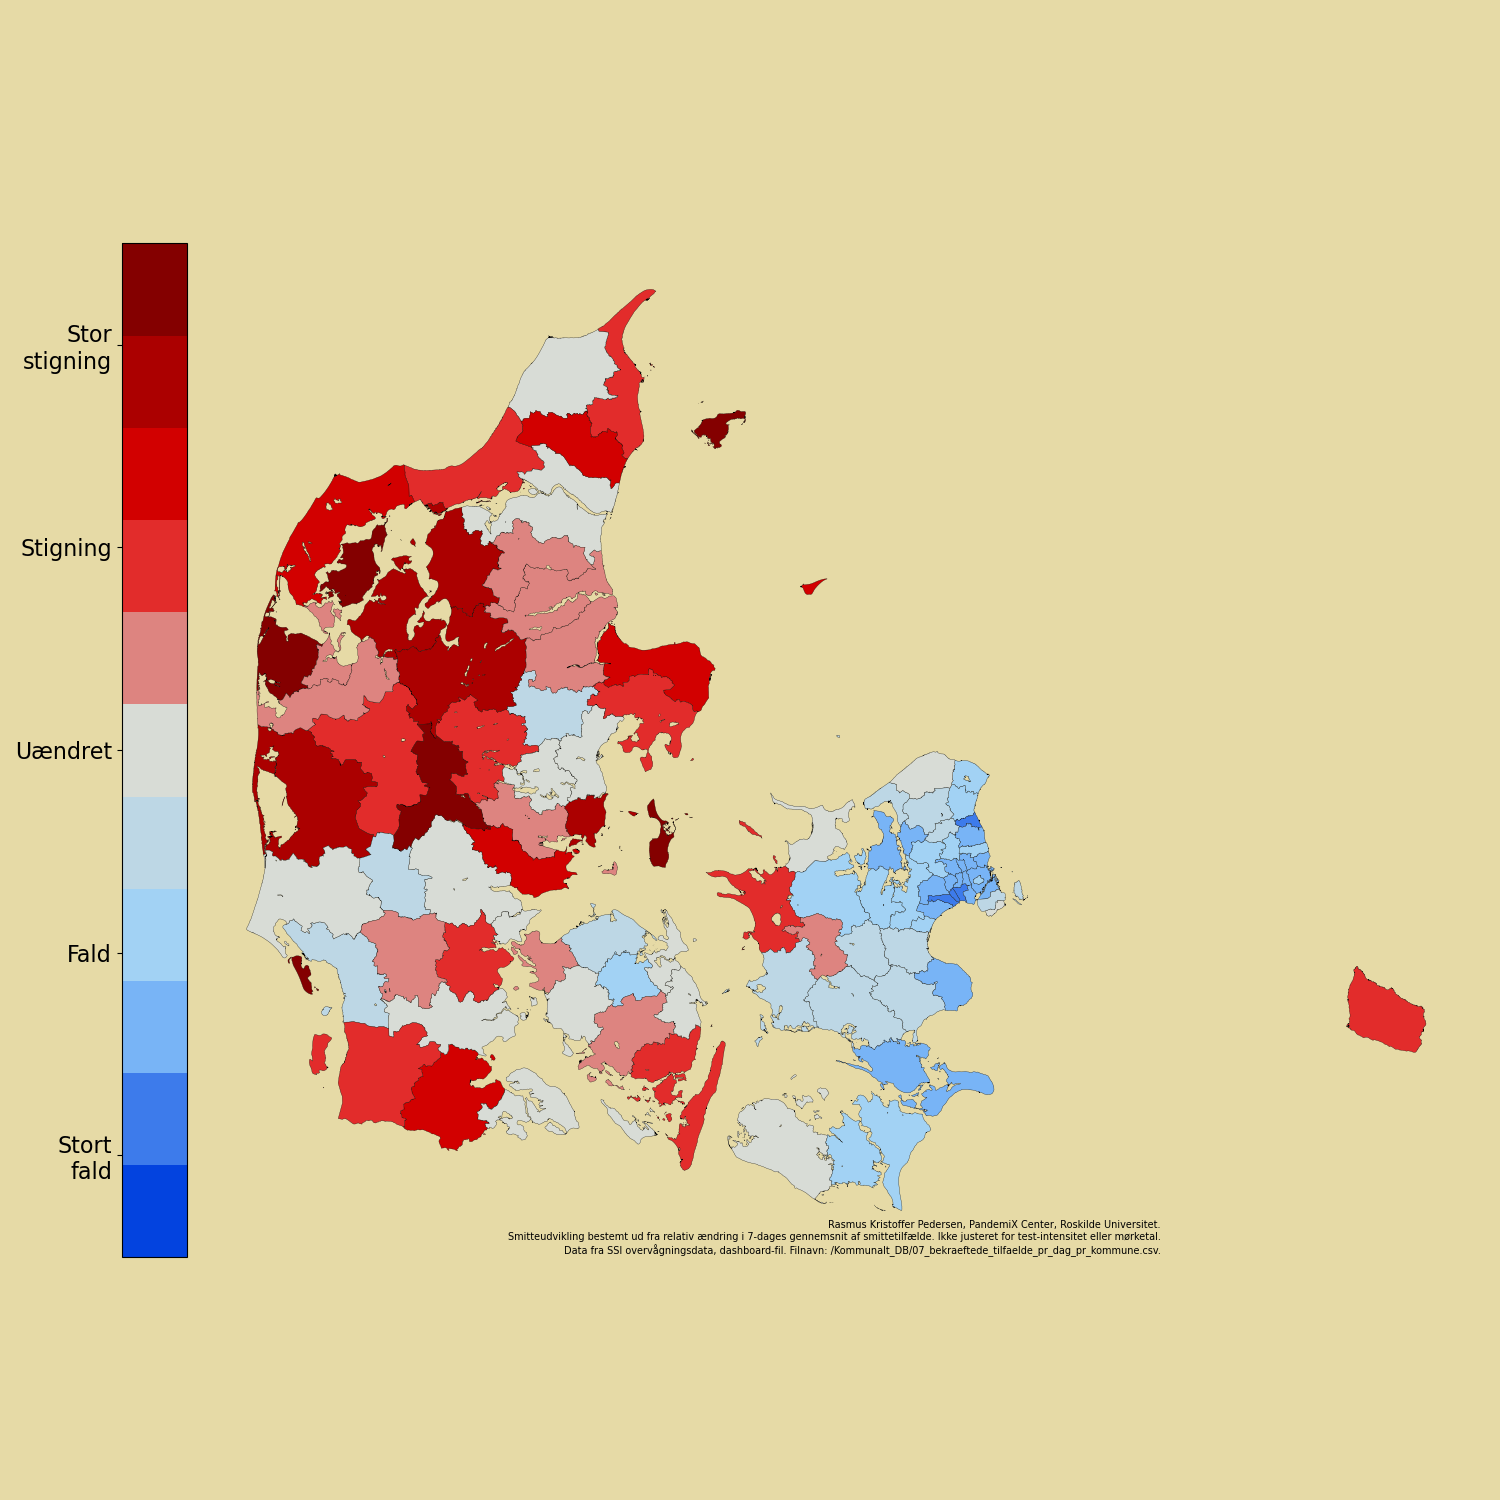 Stor
stigning
Stigning
Uændret
Fald
Stort
fald
Rasmus Kristoffer Pedersen, PandemiX Center, Roskilde Universitet.
Smitteudvikling bestemt ud fra relativ ændring i 7-dages gennemsnit af smittetilfælde. Ikke justeret for test-intensitet eller mørketal.
Data fra SSI overvågningsdata, dashboard-fil. Filnavn: /Kommunalt_DB/07_bekraeftede_tilfaelde_pr_dag_pr_kommune.csv.